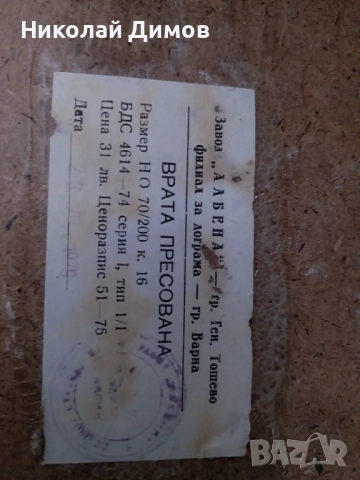 Николай Димов
Завод „АЛБЕНА" — гр. Ген. Тошево
филиал за дограма — гр. Варна
ВРАТА ПРЕСОВАНА
Размер Н О 70/200 к. 16
БДС 4614—74 серия I, тип 1/1
Цена 31 лв. Ценоразпис 51—75
Дата
BAZAR